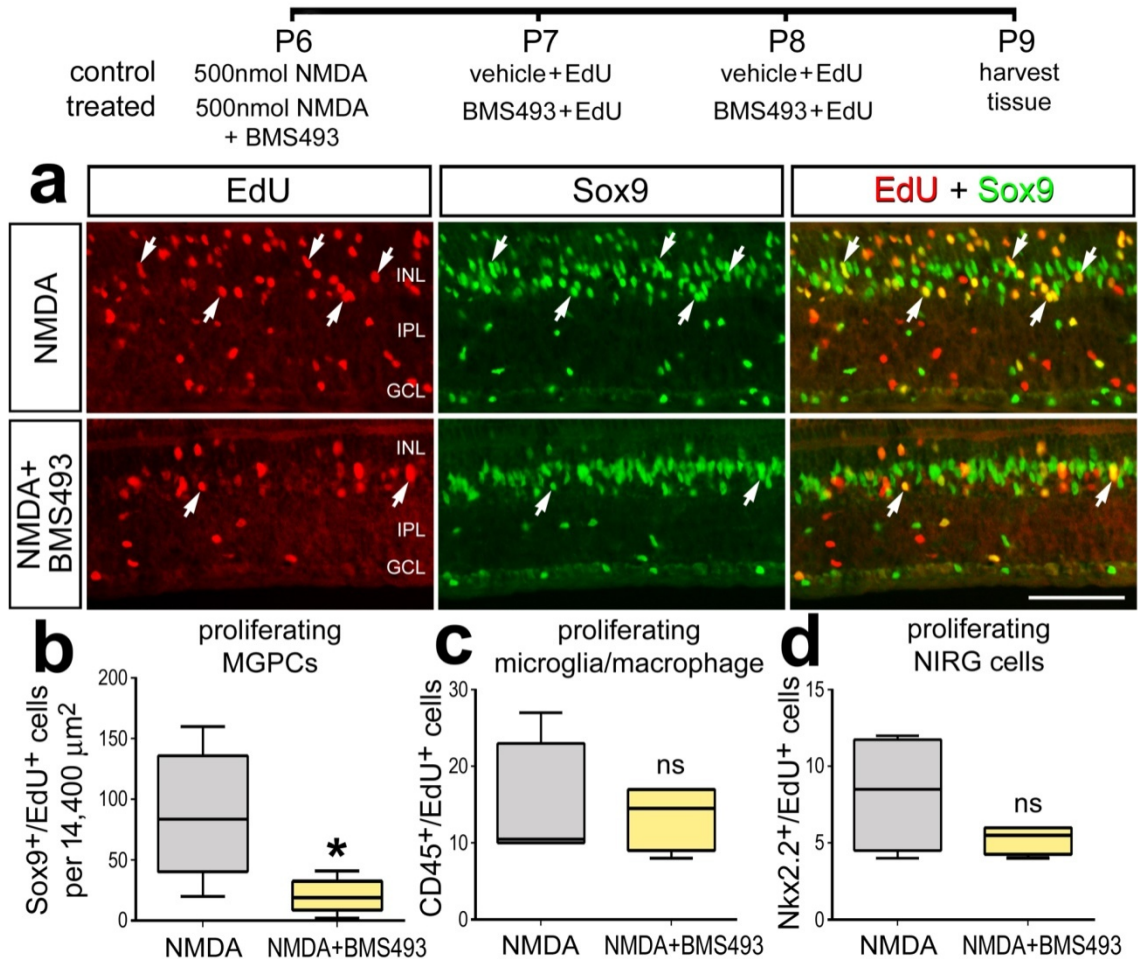 P6 P7 P8 P9
control 500nmol NMDA vehicle+EdU vehicle+EdU harvest
treated 500nmol NMDA BMS493+EdU BMS493+EdU tissue
+ BMS493
a
EdU Sox9 EdU + Sox9
NMDA
INL
IPL
GCL
NMDA+
BMS493
INL
IPL
GCL
b
proliferating
MGPCs
Sox9⁺/EdU⁺ cells
per 14,400 µm²
200
150
100
50
0
*
NMDA NMDA+BMS493
c
proliferating
microglia/macrophage
CD45⁺/EdU⁺ cells
30
20
10
0
ns
NMDA NMDA+BMS493
d
proliferating
NIRG cells
Nkx2.2⁺/EdU⁺ cells
15
10
5
0
ns
NMDA NMDA+BMS493